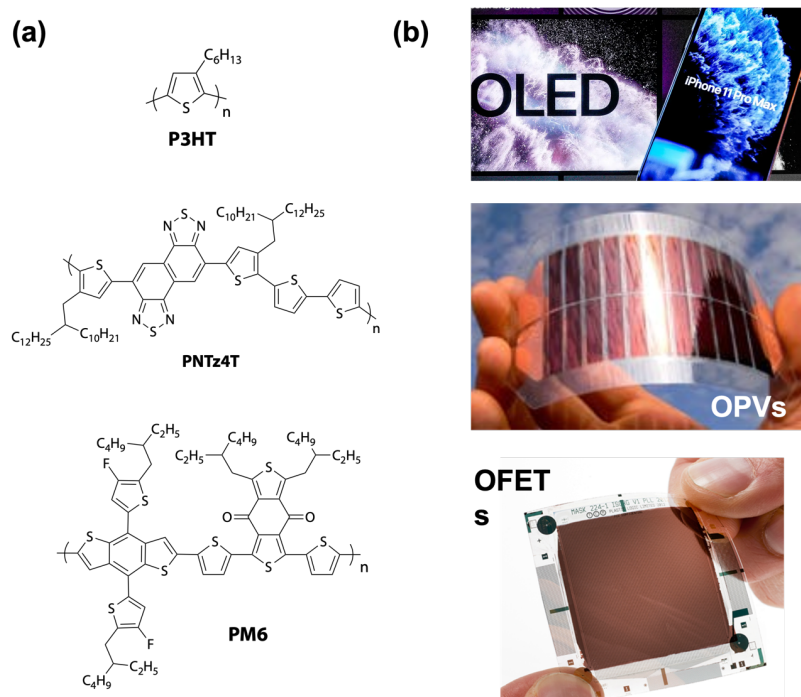 (a)
C6H13
S
n
P3HT
S
N N
C10H21 C12H25
S
S
S
S
N N
S
n
C12H25 C10H21
PNTz4T
C4H9 C2H5
F
S
C4H9
C2H5
S
C4H9
C2H5
O O
S
S
S
S
S
n
S
F
C2H5
C4H9
PM6
(b)
OLED
iPhone 11 Pro Max
OPVs
OFET
s